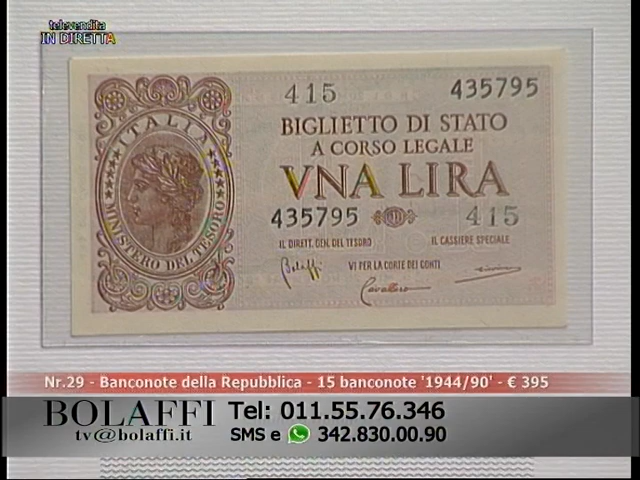 televendita
IN DIRETTA
415
435795
ITALIA
BIGLIETTO DI STATO
A CORSO LEGALE
VNA LIRA
435795
415
MINISTERO DEL TESORO
IL DIRETT. GEN. DEL TESORO
IL CASSIERE SPECIALE
Bolaffi
VI PER LA CORTE DEI CONTI
Cavallaro
Nr.29 - Banconote della Repubblica - 15 banconote '1944/90' - € 395
BOLAFFI
tv@bolaffi.it
Tel: 011.55.76.346
SMS e 342.830.00.90